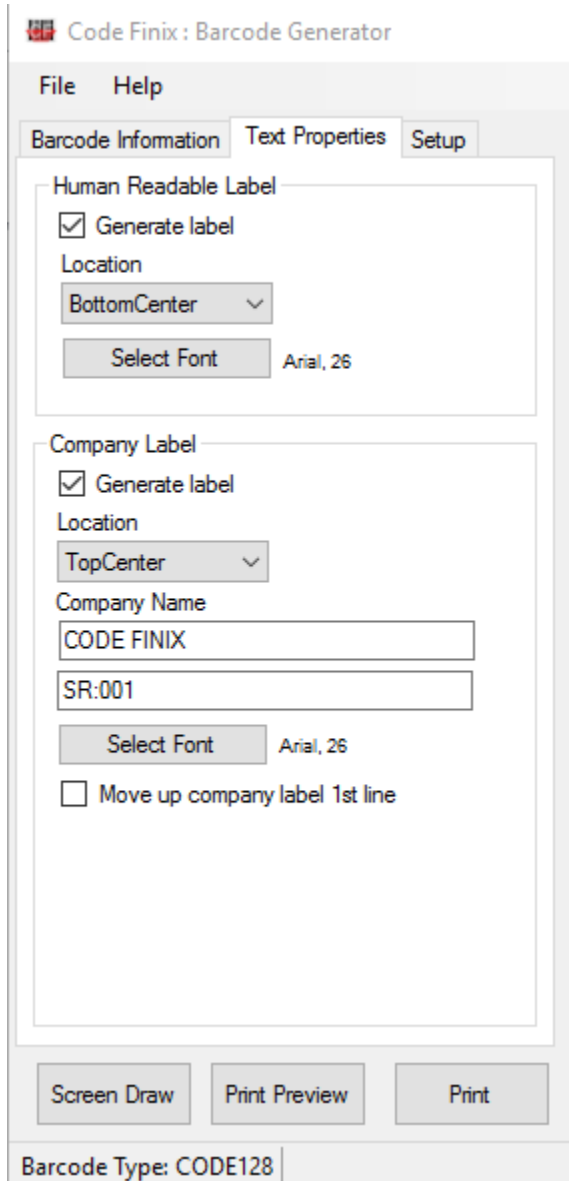 Code Finix : Barcode Generator
File Help
Barcode Information Text Properties Setup
Human Readable Label
Generate label
Location
BottomCenter
Select Font Arial, 26
Company Label
Generate label
Location
TopCenter
Company Name
CODE FINIX
SR:001
Select Font Arial, 26
Move up company label 1st line
Screen Draw Print Preview Print
Barcode Type: CODE128